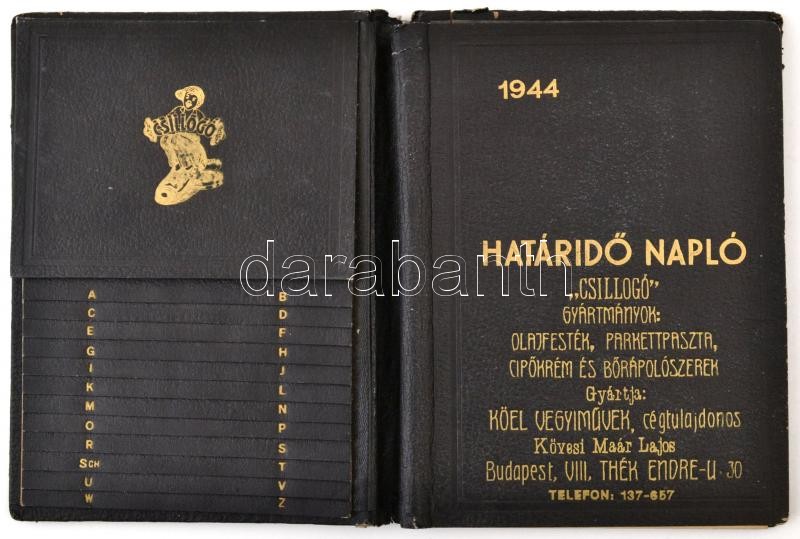 CSILLOGÓ
A B
C D
E F
G H
I J
K L
M N
O P
R S
SCH T
U V
W Z
1944
HATÁRIDŐ NAPLÓ
„CSILLOGÓ”
GYÁRTMÁNYOK:
OLAJFESTÉK, PARKETTPASZTA,
CIPŐKRÉM ÉS BŐRÁPOLÓSZEREK
Gyártja:
KÖEL VEGYIMŰVEK, cégtulajdonos
Kövesi Maár Lajos
Budapest, VIII, THÉK ENDRE-U 30
TELEFON: 137-657
darabanth